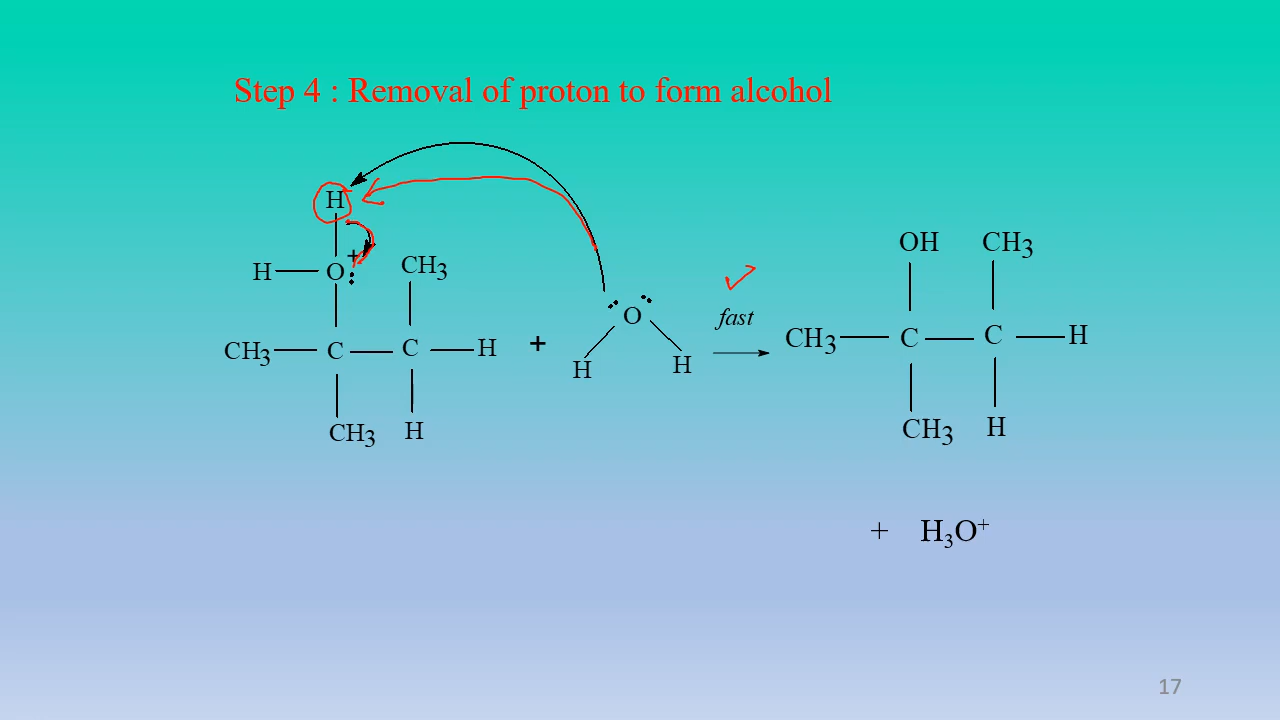 Step 4 : Removal of proton to form alcohol
H
OH CH3
H O + CH3
O fast
CH3 C C H + H H CH3 C C H
CH3 H CH3 H
+ H₃O⁺
17